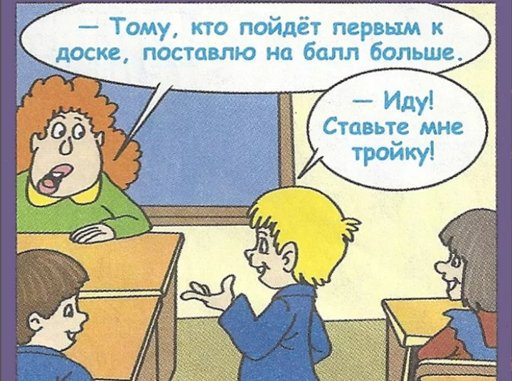 — Тому, кто пойдёт первым к
доске, поставлю на балл больше.
— Иду!
Ставьте мне
тройку!